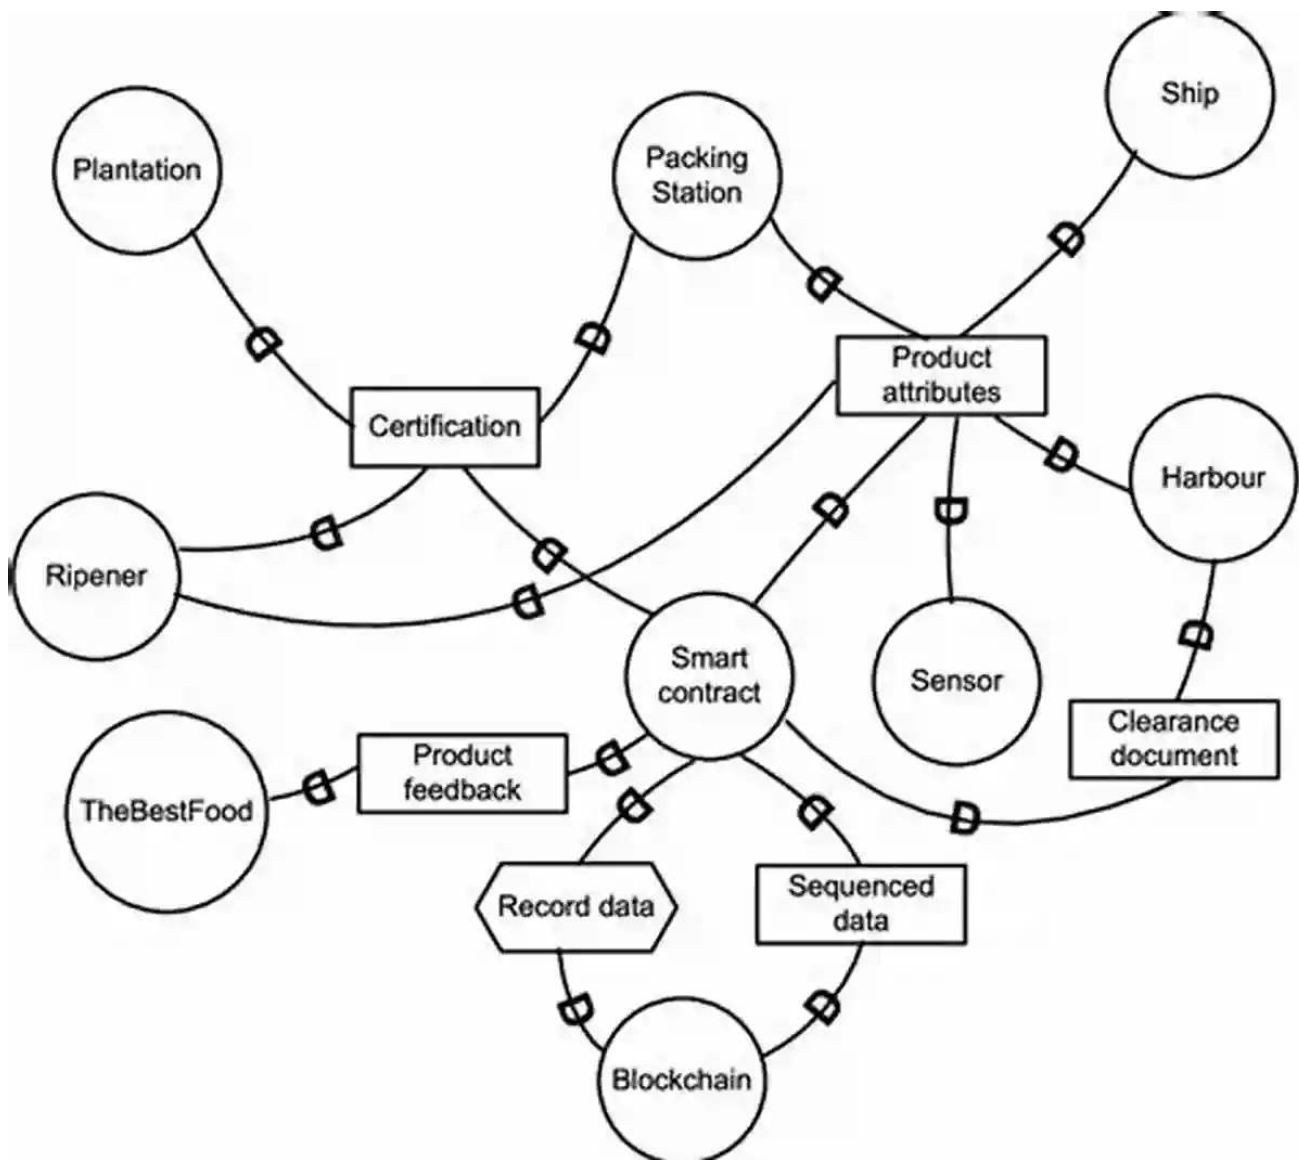 Ship
Plantation
Packing
Station
Product
attributes
Certification
Harbour
Ripener
Smart
contract
Sensor
Clearance
document
Product
feedback
TheBestFood
Record data
Sequenced
data
Blockchain